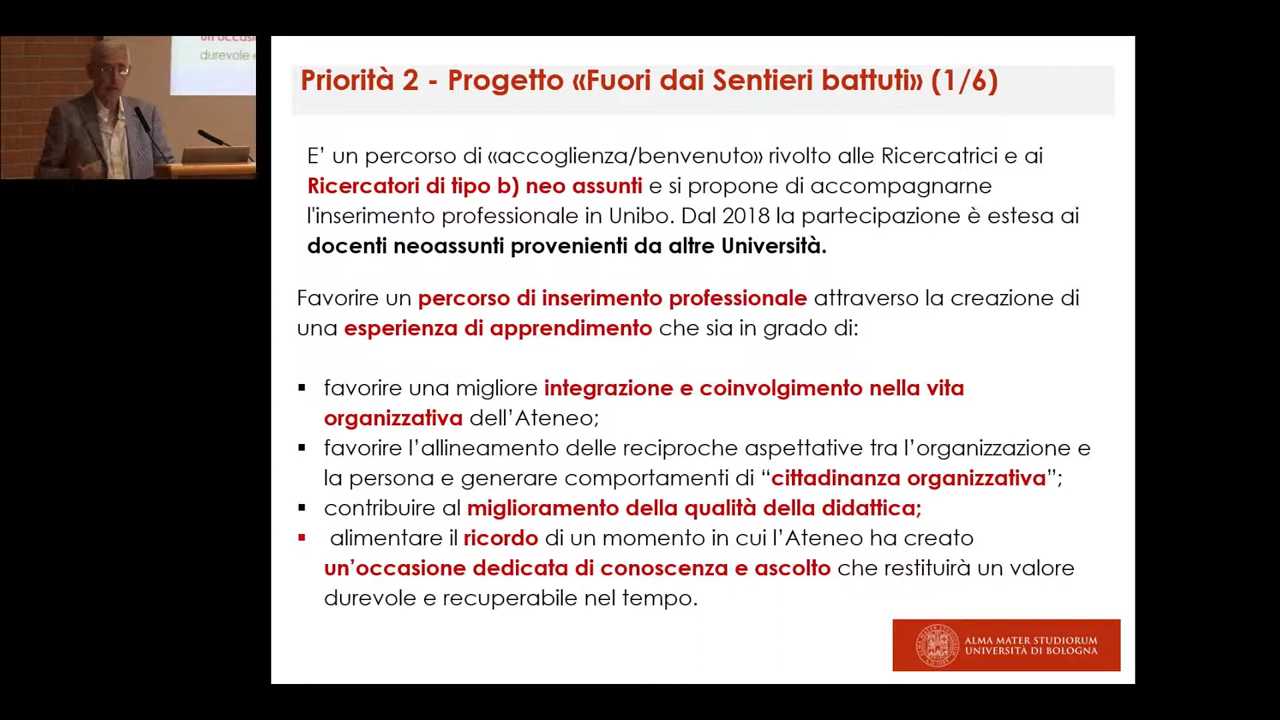 un'occasi
durevole e
Priorità 2 - Progetto «Fuori dai Sentieri battuti» (1/6)
E' un percorso di «accoglienza/benvenuto» rivolto alle Ricercatrici e ai
Ricercatori di tipo b) neo assunti e si propone di accompagnarne
l'inserimento professionale in Unibo. Dal 2018 la partecipazione è estesa ai
docenti neoassunti provenienti da altre Università.
Favorire un percorso di inserimento professionale attraverso la creazione di
una esperienza di apprendimento che sia in grado di:
▪ favorire una migliore integrazione e coinvolgimento nella vita
organizzativa dell'Ateneo;
▪ favorire l'allineamento delle reciproche aspettative tra l'organizzazione e
la persona e generare comportamenti di "cittadinanza organizzativa";
▪ contribuire al miglioramento della qualità della didattica;
▪ alimentare il ricordo di un momento in cui l'Ateneo ha creato
un'occasione dedicata di conoscenza e ascolto che restituirà un valore
durevole e recuperabile nel tempo.
ALMA MATER STUDIORUM
UNIVERSITÀ DI BOLOGNA